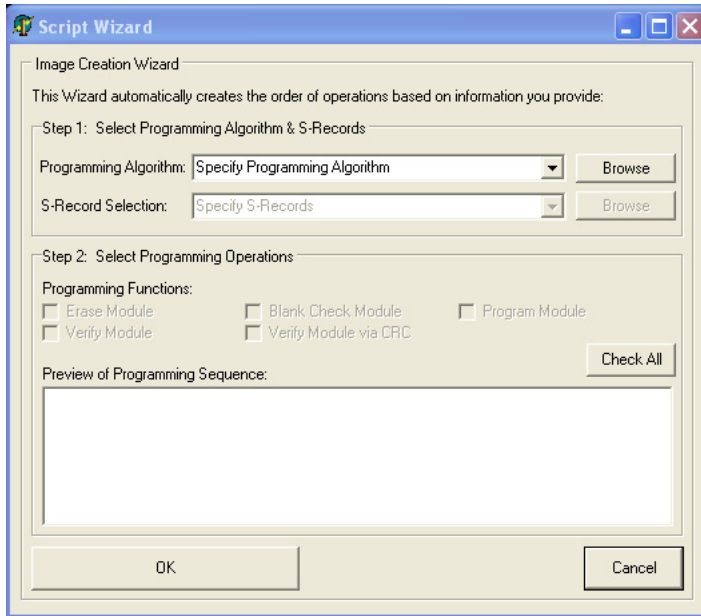 Script Wizard
Image Creation Wizard
This Wizard automatically creates the order of operations based on information you provide:
Step 1: Select Programming Algorithm & S-Records
Programming Algorithm: Specify Programming Algorithm Browse
S-Record Selection: Specify S-Records Browse
Step 2: Select Programming Operations
Programming Functions:
Erase Module Blank Check Module Program Module
Verify Module Verify Module via CRC
Check All
Preview of Programming Sequence:
OK Cancel